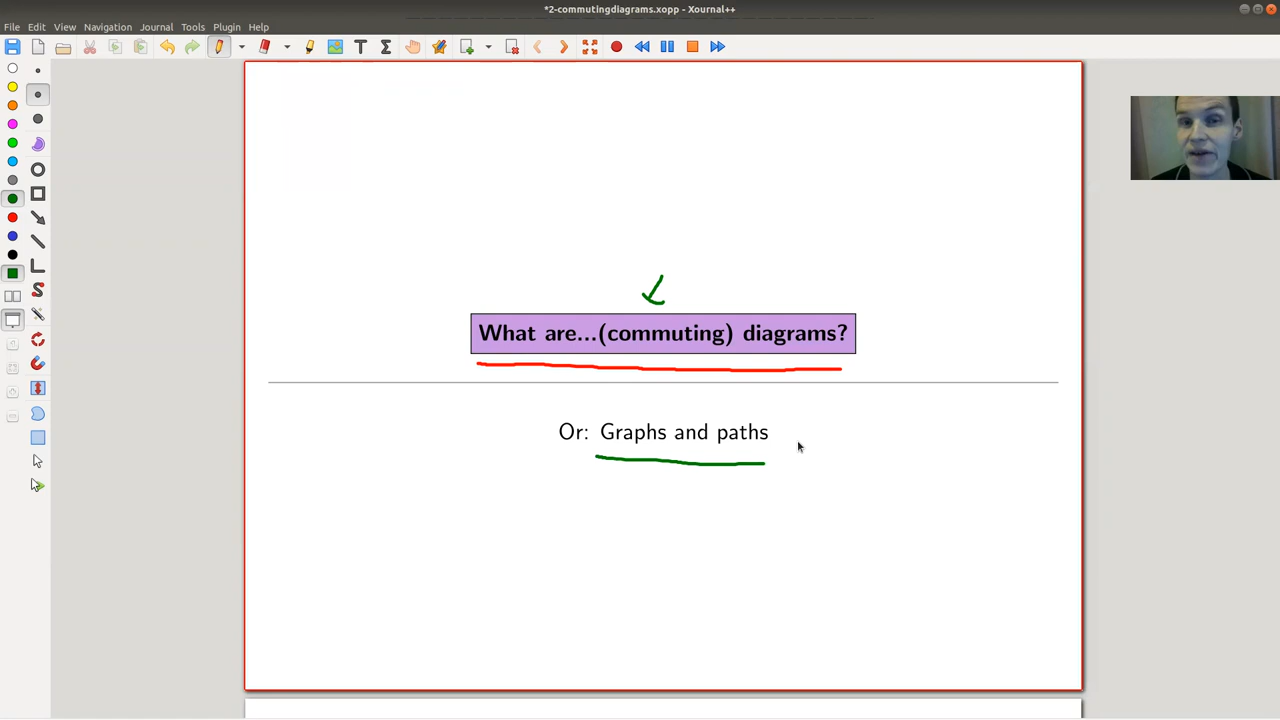 *2-commutingdiagrams.xopp - Xournal++
File Edit View Navigation Journal Tools Plugin Help
What are...(commuting) diagrams?
Or: Graphs and paths